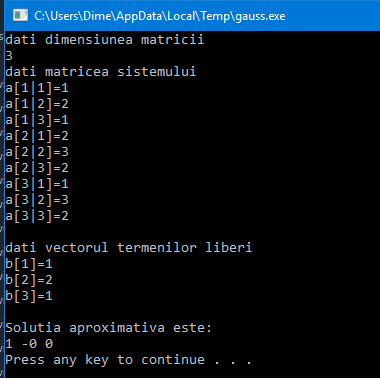 C:\Users\Dime\AppData\Local\Temp\gauss.exe
dati dimensiunea matricii
3
dati matricea sistemului
a[1|1]=1
a[1|2]=2
a[1|3]=1
a[2|1]=2
a[2|2]=3
a[2|3]=2
a[3|1]=1
a[3|2]=3
a[3|3]=2
dati vectorul termenilor liberi
b[1]=1
b[2]=2
b[3]=1
Solutia aproximativa este:
1 -0 0
Press any key to continue . . .